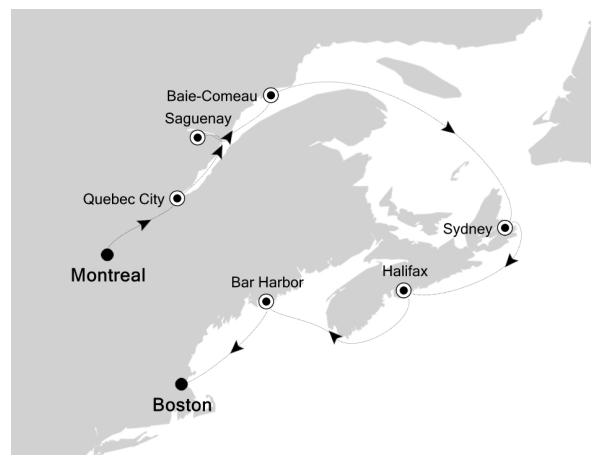 Baie-Comeau
Saguenay
Quebec City
Montreal
Sydney
Halifax
Bar Harbor
Boston